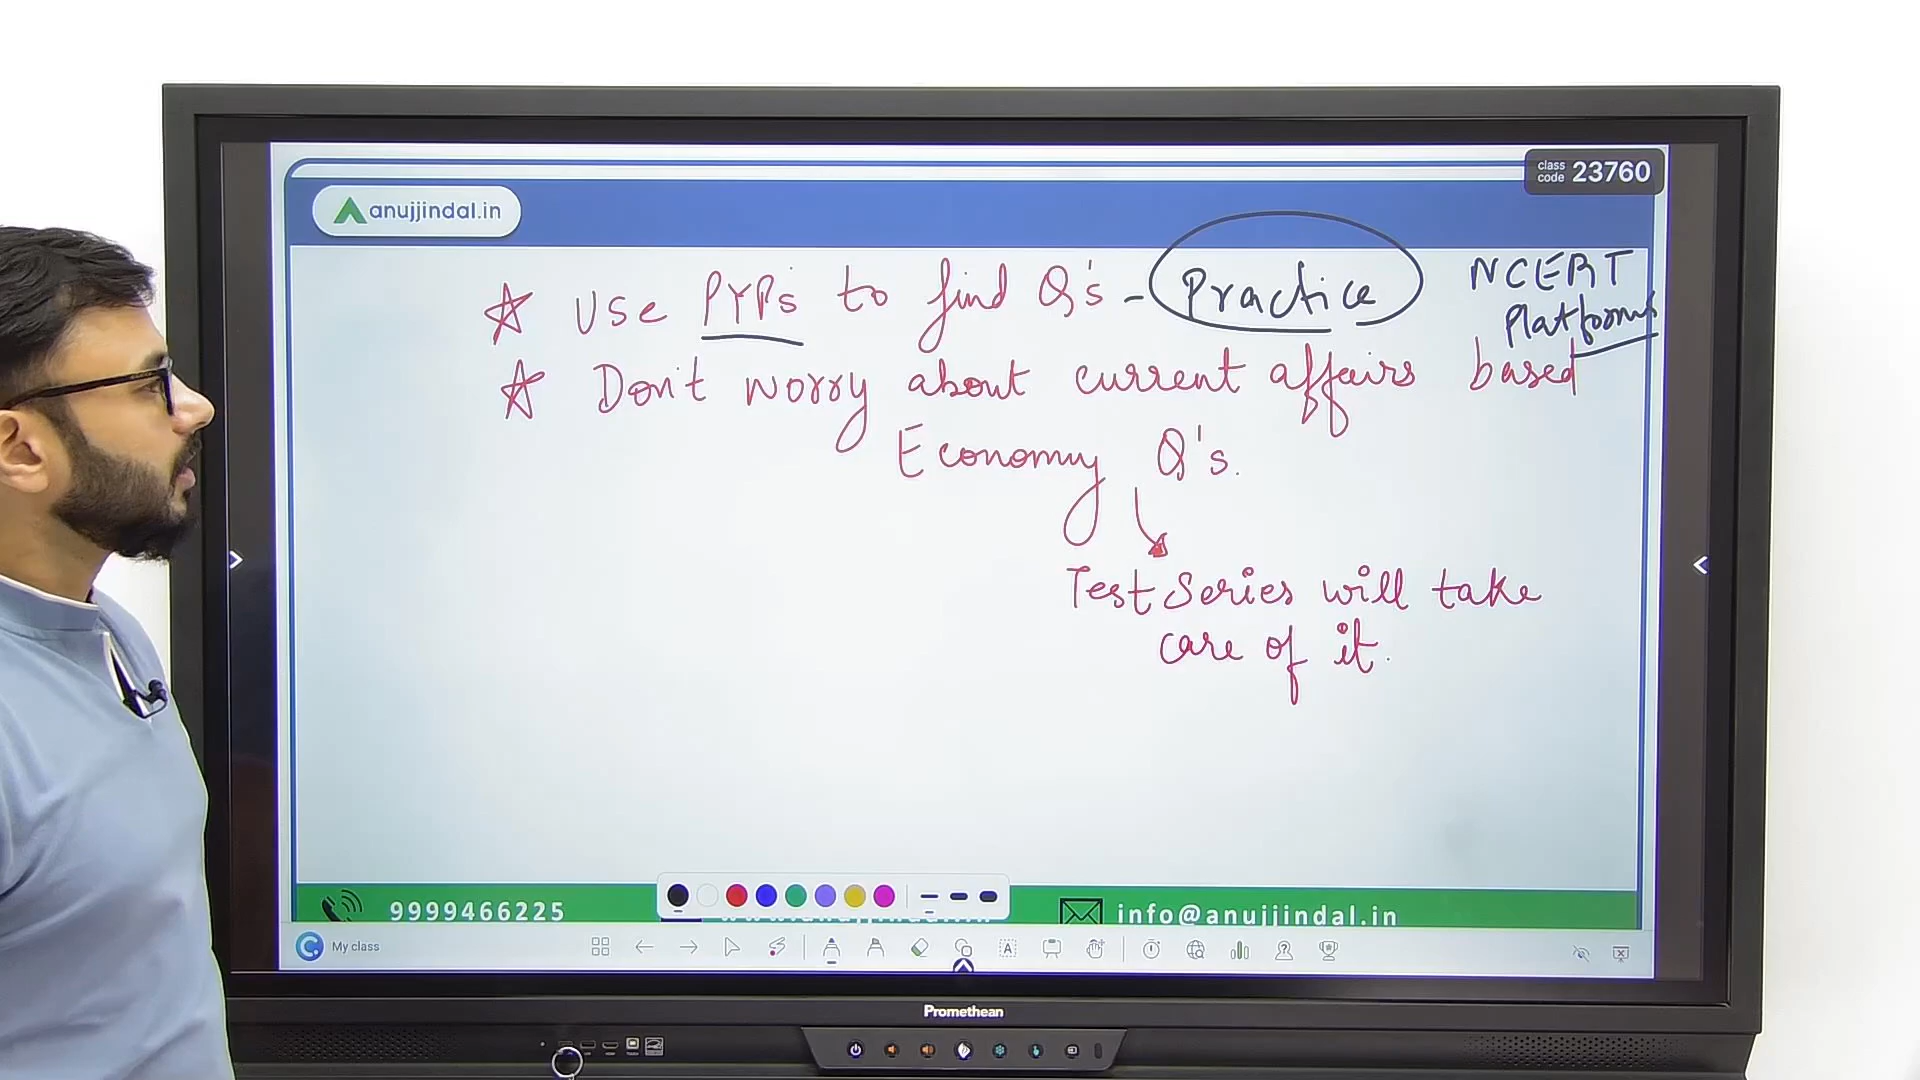 class code 23760
anujjindal.in
☆ Use PYPs to find Q's - Practice
NCERT
Platforms
☆ Don't worry about current affairs based
Economy Q's.
Test Series will take
care of it.
9999466225
info@anujjindal.in
My class
Promethean